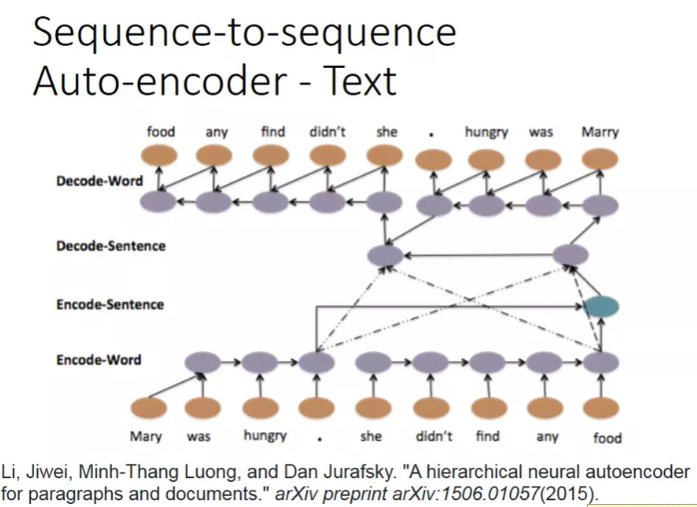 Sequence-to-sequence
Auto-encoder - Text
food any find didn't she . hungry was Marry
Decode-Word
Decode-Sentence
Encode-Sentence
Encode-Word
Mary was hungry . she didn't find any food
Li, Jiwei, Minh-Thang Luong, and Dan Jurafsky. "A hierarchical neural autoencoder
for paragraphs and documents." arXiv preprint arXiv:1506.01057(2015).